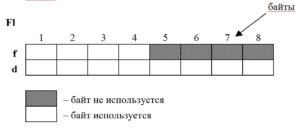 байты
Fl
1 2 3 4 5 6 7 8
f
d
– байт не используется
– байт используется